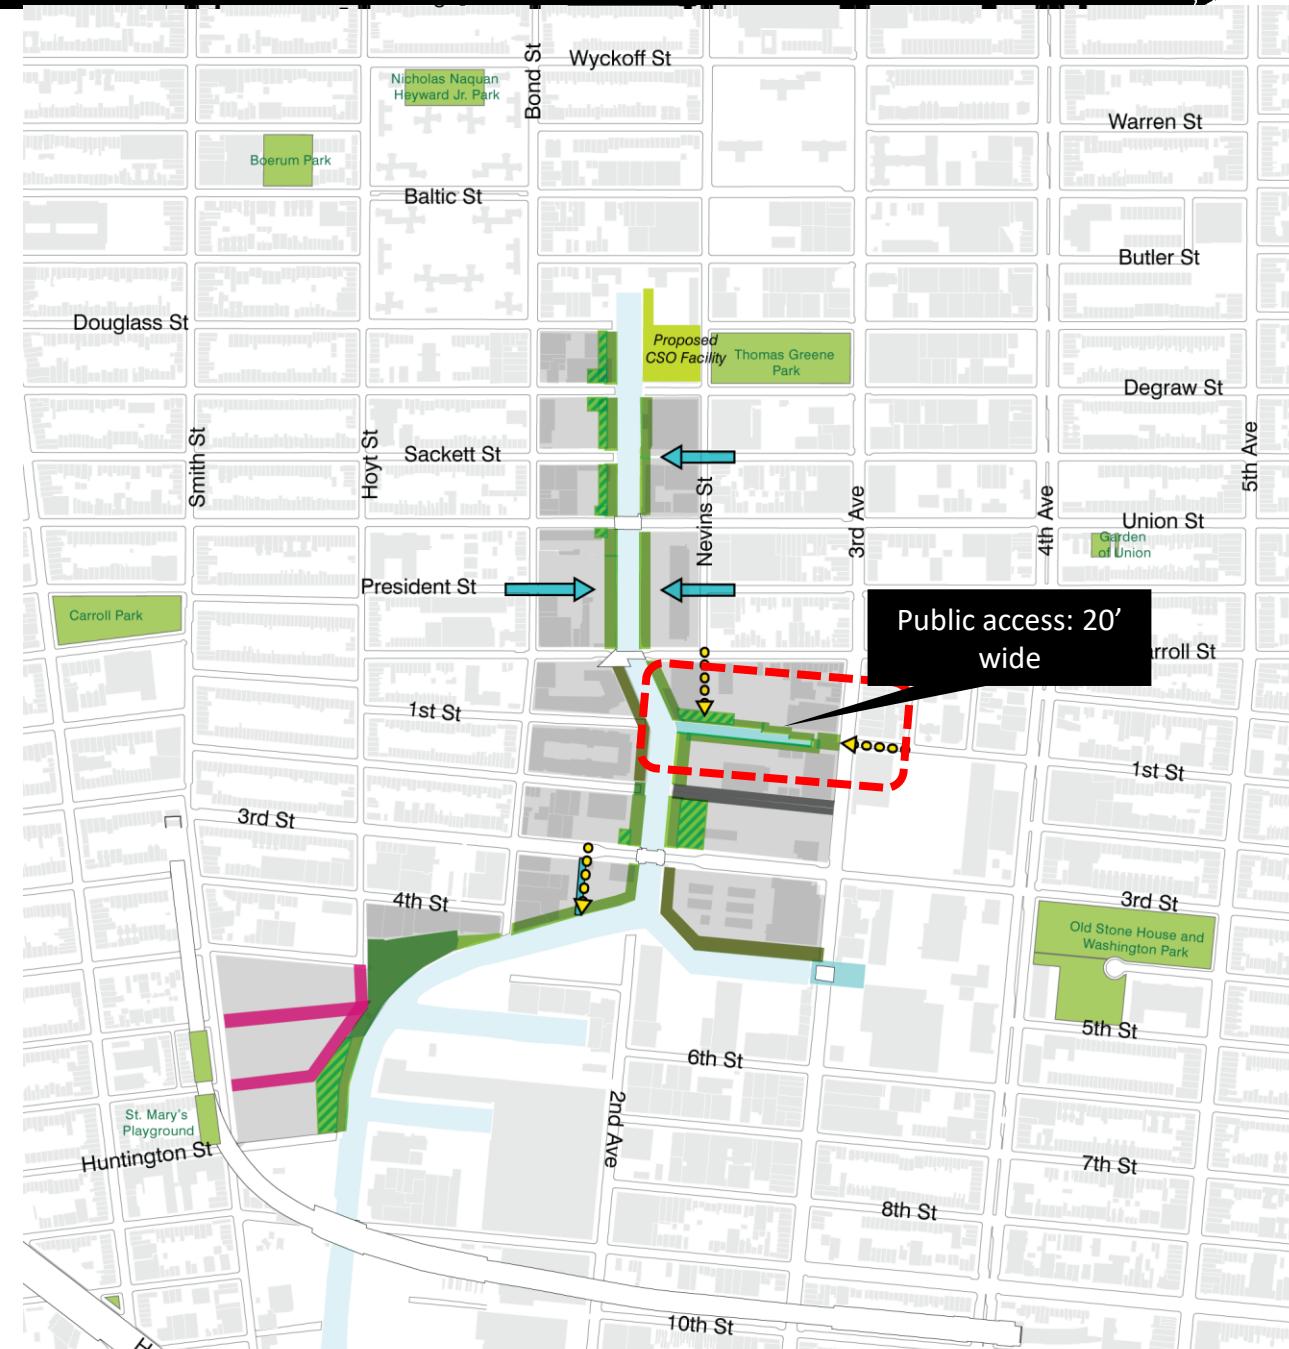 Wyckoff St
Bond St
Nicholas Naquan
Heyward Jr. Park
Warren St
Boerum Park
Baltic St
Butler St
Douglass St
Proposed
CSO Facility
Thomas Greene
Park
Degraw St
Smith St
Hoyt St
Sackett St
Nevins St
3rd Ave
4th Ave
5th Ave
Union St
Garden
of Union
President St
Carroll Park
Public access: 20’
wide
arroll St
1st St
1st St
3rd St
4th St
3rd St
Old Stone House and
Washington Park
5th St
6th St
2nd Ave
St. Mary's
Playground
Huntington St
7th St
8th St
10th St
H